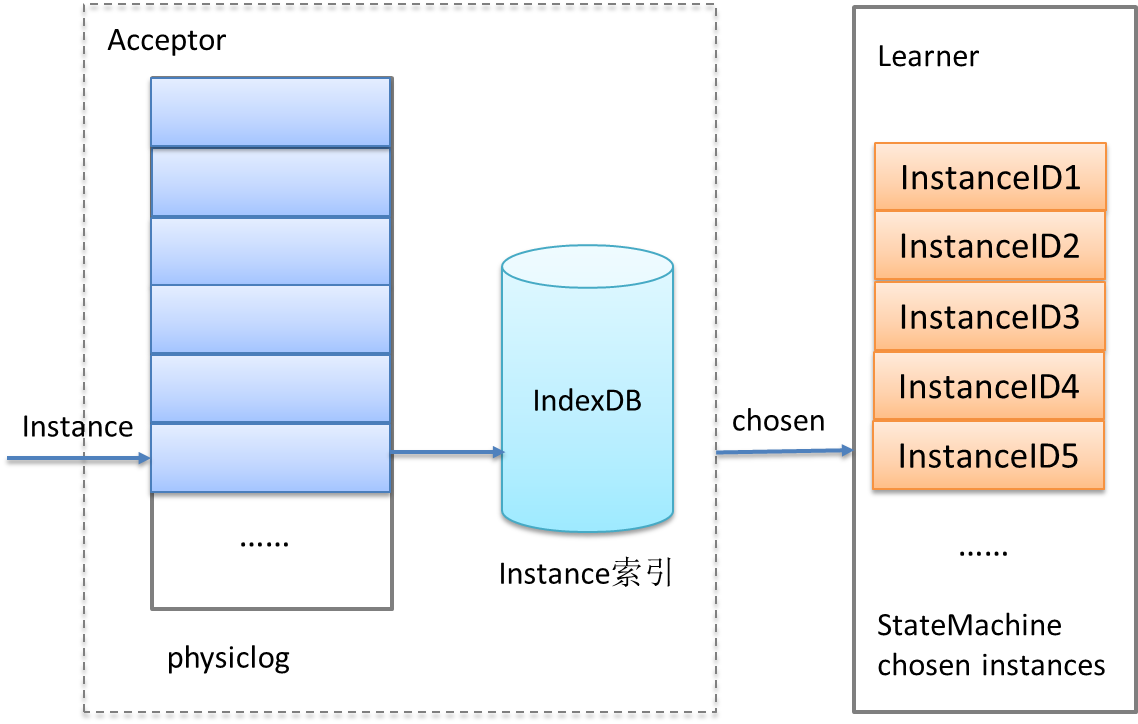 Acceptor
Instance
……
physiclog
IndexDB
Instance索引
chosen
Learner
InstanceID1
InstanceID2
InstanceID3
InstanceID4
InstanceID5
……
StateMachine
chosen instances